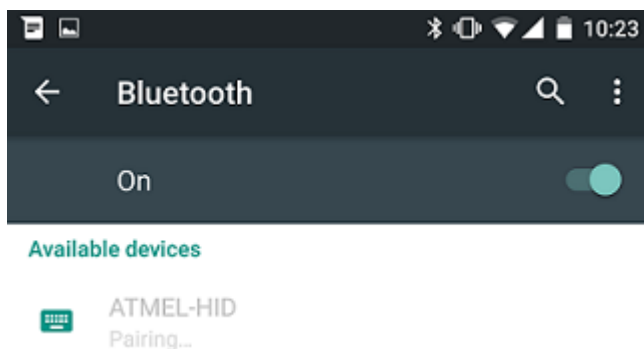 10:23
Bluetooth
On
Available devices
ATMEL-HID
Pairing...